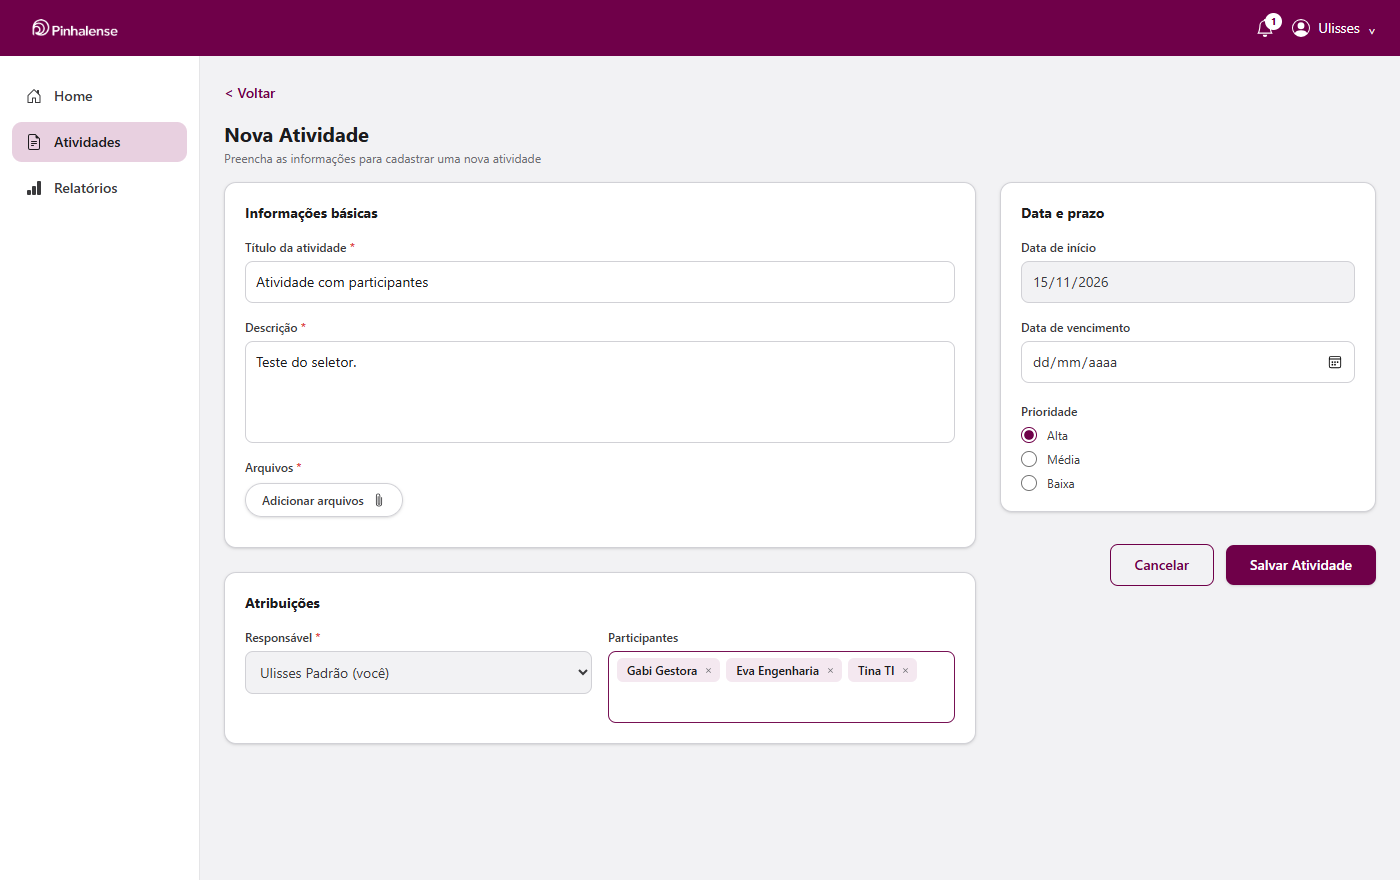 Pinhalense
1
Ulisses
Home
Atividades
Relatórios
< Voltar
Nova Atividade
Preencha as informações para cadastrar uma nova atividade
Informações básicas
Título da atividade *
Atividade com participantes
Descrição *
Teste do seletor.
Arquivos *
Adicionar arquivos
Atribuições
Responsável *
Ulisses Padrão (você)
Participantes
Gabi Gestora × Eva Engenharia × Tina TI ×
Data e prazo
Data de início
15/11/2026
Data de vencimento
dd/mm/aaaa
Prioridade
Alta
Média
Baixa
Cancelar
Salvar Atividade